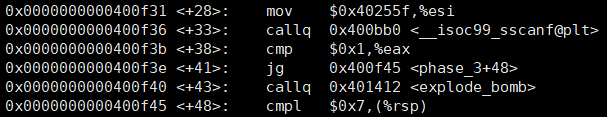 0x0000000000400f31 <+28>: mov $0x40255f,%esi
0x0000000000400f36 <+33>: callq 0x400bb0 <__isoc99_sscanf@plt>
0x0000000000400f3b <+38>: cmp $0x1,%eax
0x0000000000400f3e <+41>: jg 0x400f45 <phase_3+48>
0x0000000000400f40 <+43>: callq 0x401412 <explode_bomb>
0x0000000000400f45 <+48>: cmpl $0x7,(%rsp)